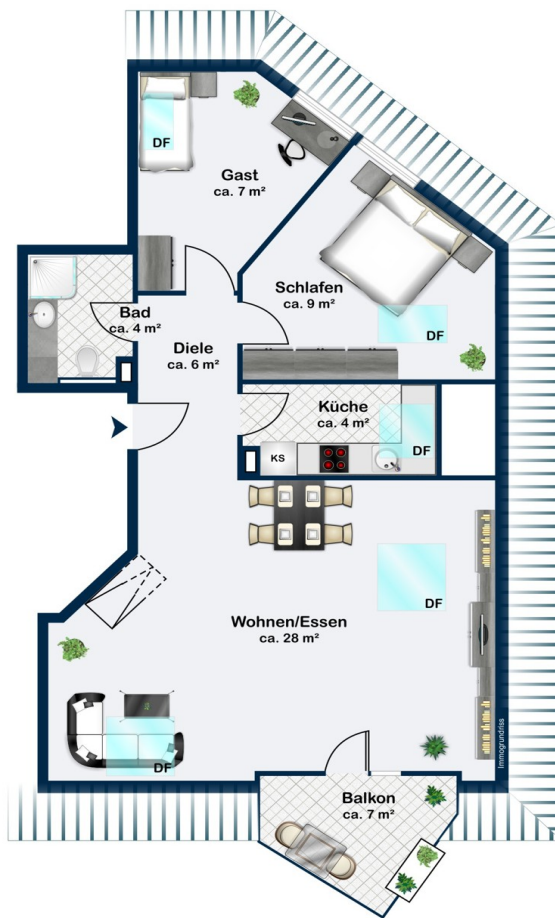 DF
Gast
ca. 7 m²
Schlafen
ca. 9 m²
DF
Bad
ca. 4 m²
Diele
ca. 6 m²
Küche
ca. 4 m²
DF
KS
DF
Wohnen/Essen
ca. 28 m²
DF
Immogrundriss
Balkon
ca. 7 m²